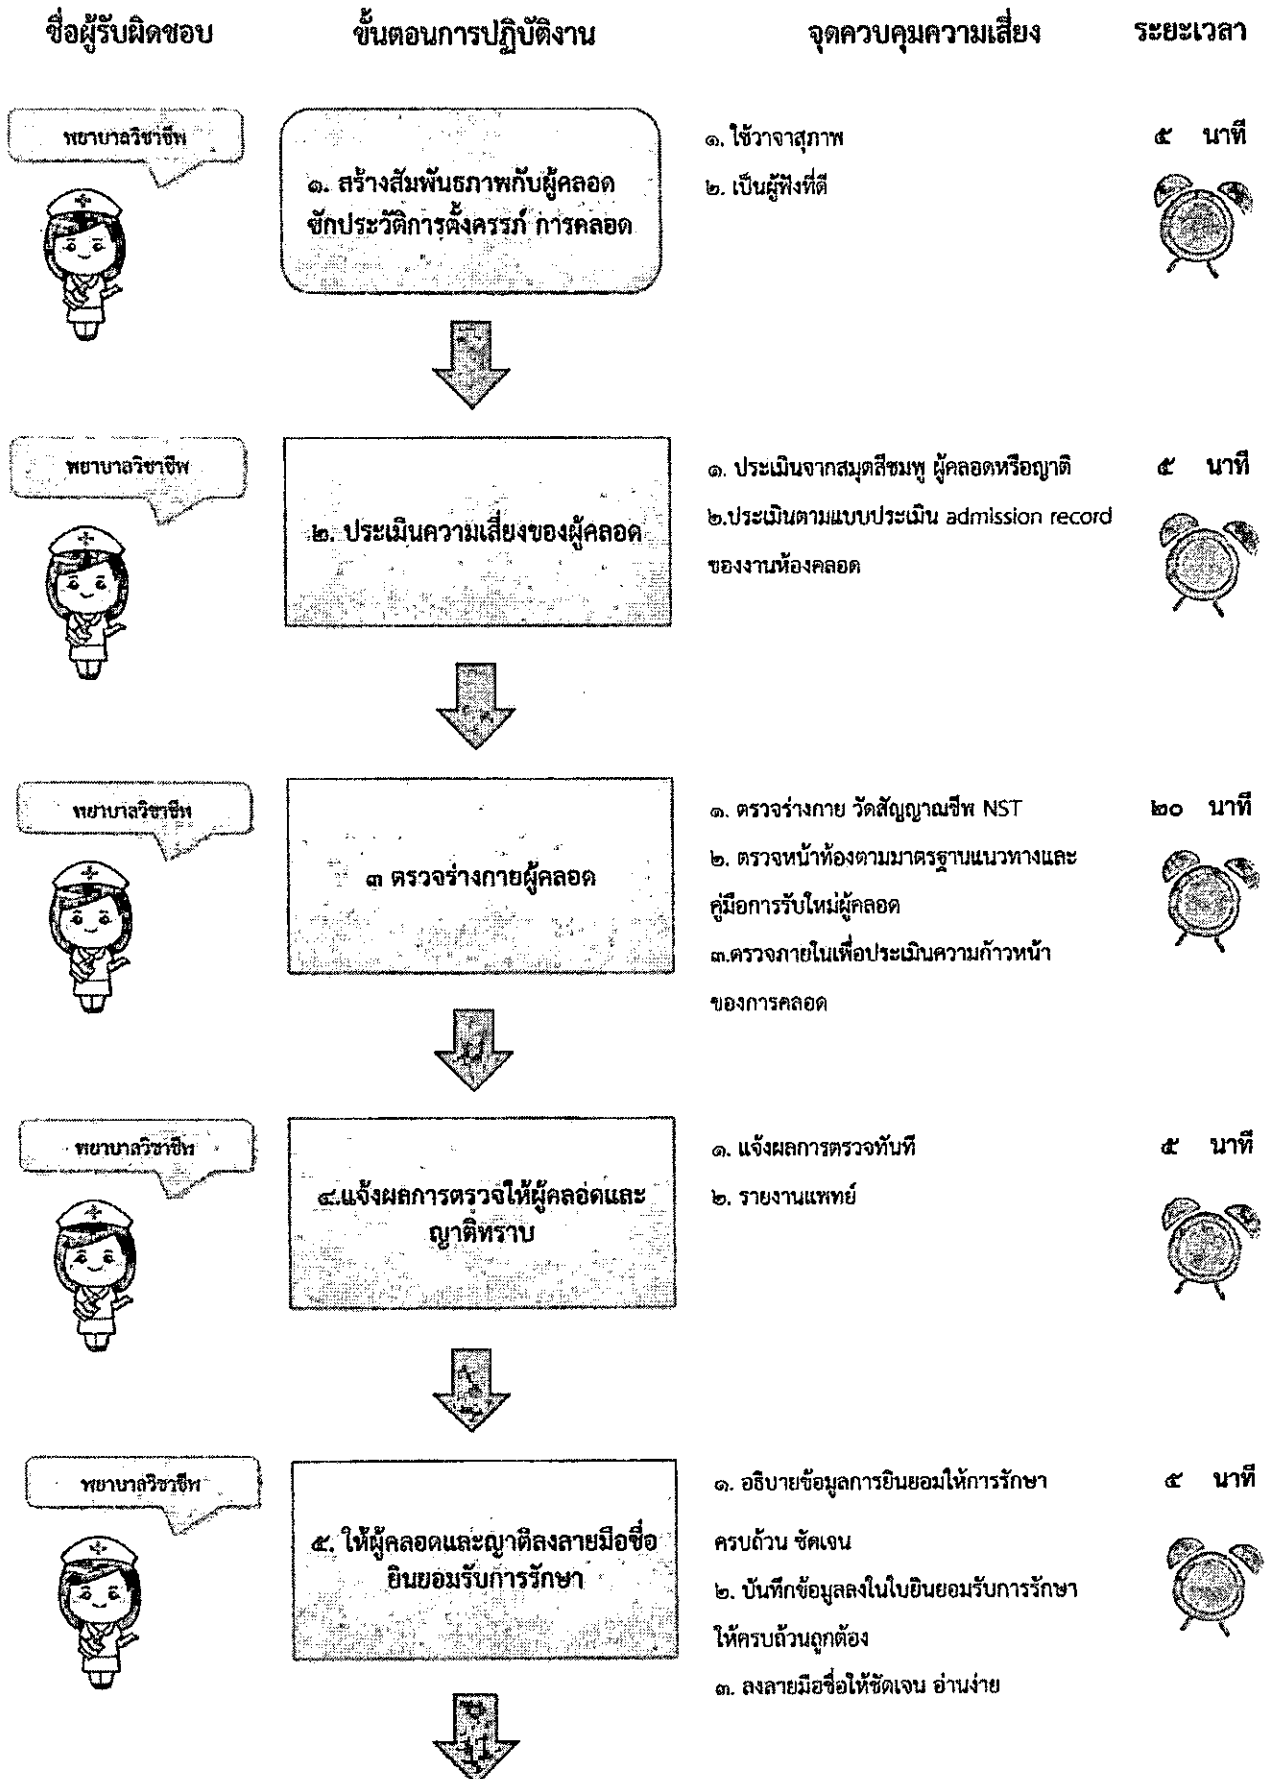 ชื่อผู้รับผิดชอบ ขั้นตอนการปฏิบัติงาน จุดควบคุมความเสี่ยง ระยะเวลา
พยาบาลวิชาชีพ
๑. สร้างสัมพันธภาพกับผู้คลอด
ซักประวัติการตั้งครรภ์ การคลอด
๑. ใช้วาจาสุภาพ
๒. เป็นผู้ฟังที่ดี
๕ นาที
พยาบาลวิชาชีพ
๒. ประเมินความเสี่ยงของผู้คลอด
๑. ประเมินจากสมุดสีชมพู ผู้คลอดหรือญาติ
๒.ประเมินตามแบบประเมิน admission record
ของงานห้องคลอด
๕ นาที
พยาบาลวิชาชีพ
๓ ตรวจร่างกายผู้คลอด
๑. ตรวจร่างกาย วัดสัญญาณชีพ NST
๒. ตรวจหน้าท้องตามมาตรฐานแนวทางและ
คู่มือการรับใหม่ผู้คลอด
๓.ตรวจภายในเพื่อประเมินความก้าวหน้า
ของการคลอด
๒๐ นาที
พยาบาลวิชาชีพ
๔.แจ้งผลการตรวจให้ผู้คลอดและ
ญาติทราบ
๑. แจ้งผลการตรวจทันที
๒. รายงานแพทย์
๕ นาที
พยาบาลวิชาชีพ
๕. ให้ผู้คลอดและญาติลงลายมือชื่อ
ยินยอมรับการรักษา
๑. อธิบายข้อมูลการยินยอมให้การรักษา
ครบถ้วน ชัดเจน
๒. บันทึกข้อมูลลงในใบยินยอมรับการรักษา
ให้ครบถ้วนถูกต้อง
๓. ลงลายมือชื่อให้ชัดเจน อ่านง่าย
๕ นาที